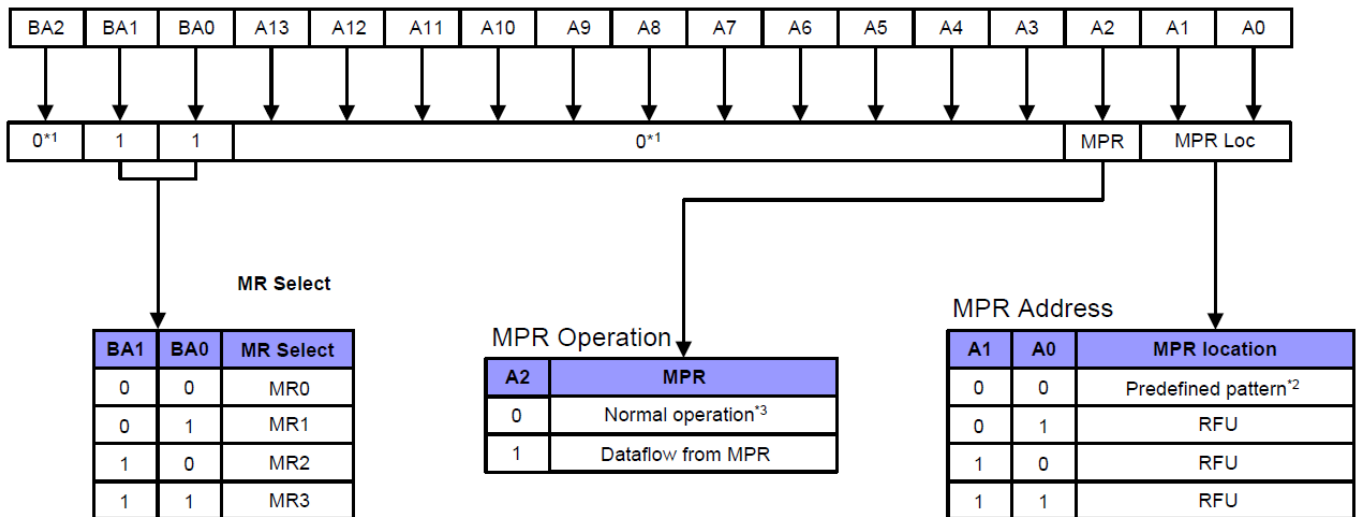 BA2 BA1 BA0 A13 A12 A11 A10 A9 A8 A7 A6 A5 A4 A3 A2 A1 A0
0*1 1 1 0*1 MPR MPR Loc
MR Select
BA1 BA0 MR Select
0 0 MR0
0 1 MR1
1 0 MR2
1 1 MR3
MPR Operation
A2 MPR
0 Normal operation*3
1 Dataflow from MPR
MPR Address
A1 A0 MPR location
0 0 Predefined pattern*2
0 1 RFU
1 0 RFU
1 1 RFU